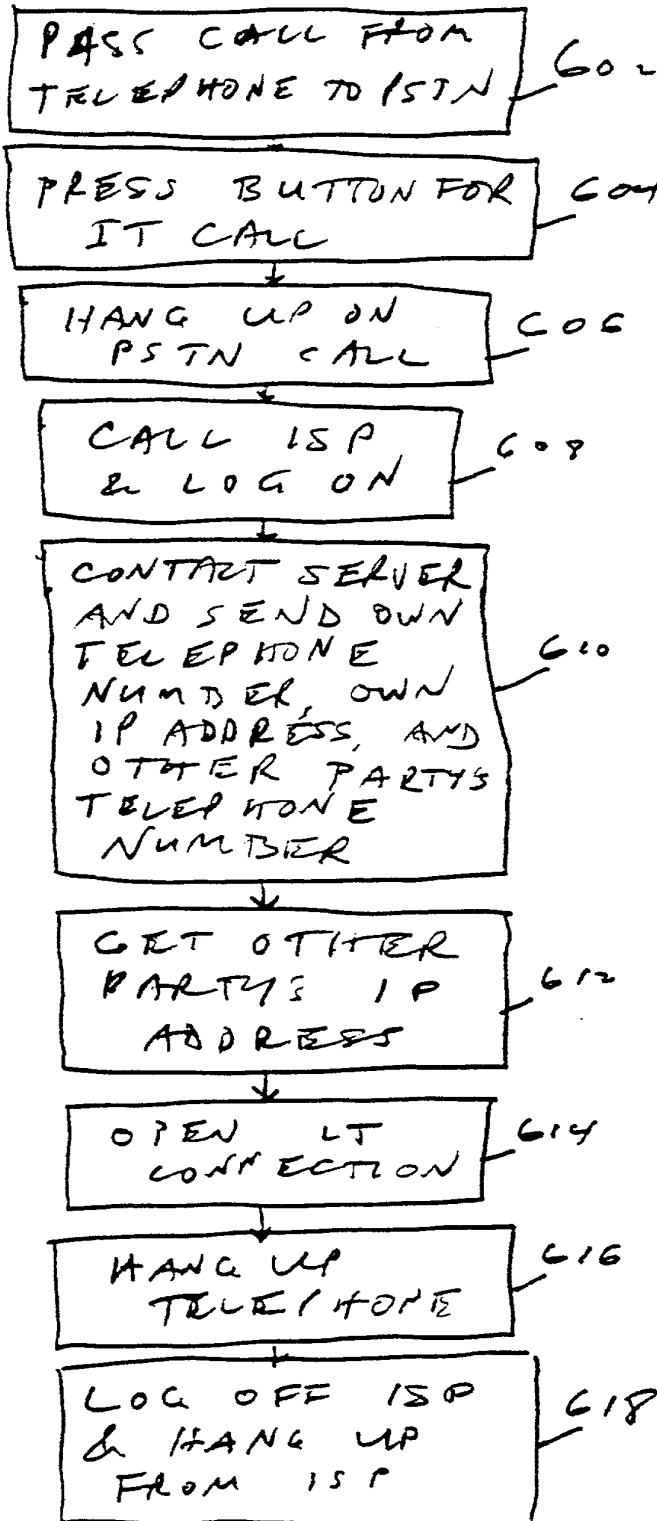 PASS CALL FROM
TELEPHONE TO PSTN
602
PRESS BUTTON FOR
IT CALL
604
HANG UP ON
PSTN CALL
606
CALL ISP
& LOG ON
608
CONTACT SERVER
AND SEND OWN
TELEPHONE
NUMBER, OWN
IP ADDRESS, AND
OTHER PARTY'S
TELEPHONE
NUMBER
610
GET OTHER
PARTY'S IP
ADDRESS
612
OPEN IT
CONNECTION
614
HANG UP
TELEPHONE
616
LOG OFF ISP
& HANG UP
FROM ISP
618